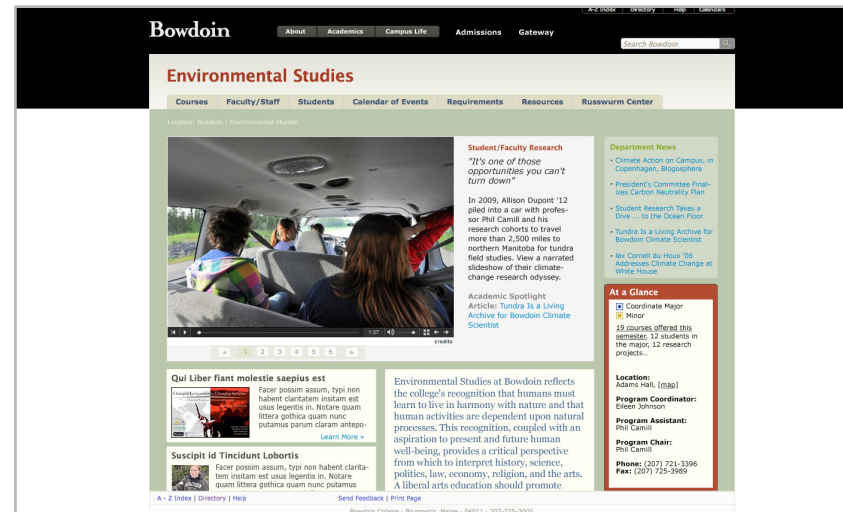 A-Z Index | Directory | Help | Calendars
Bowdoin
About Academics Campus Life Admissions Gateway
Search Bowdoin
Environmental Studies
Courses Faculty/Staff Students Calendar of Events Requirements Resources Russwurm Center
Location: Bowdoin / Environmental Studies
Student/Faculty Research
"It's one of those
opportunities you can't
turn down"
In 2009, Allison Dupont '12
piled into a car with profes-
sor Phil Camill and his
research cohorts to travel
more than 2,500 miles to
northern Manitoba for tundra
field studies. View a narrated
slideshow of their climate-
change research odyssey.
Academic Spotlight
Article: Tundra Is a Living
Archive for Bowdoin Climate
Scientist
1:27
credits
« 1 2 3 4 5 6 »
Department News
• Climate Action on Campus, in
Copenhagen, Blogosphere
• President's Committee Final-
izes Carbon Neutrality Plan
• Student Research Takes a
Dive ... to the Ocean Floor
• Tundra Is a Living Archive for
Bowdoin Climate Scientist
• Iex Cornell du Houx '06
Addresses Climate Change at
White House
At a Glance
Coordinate Major
Minor
19 courses offered this
semester, 12 students in
the major, 12 research
projects...
Location:
Adams Hall, [map]
Program Coordinator:
Eileen Johnson
Program Assistant:
Phil Camill
Program Chair:
Phil Camill
Phone: (207) 721-3396
Fax: (207) 725-3989
Qui Liber fiant molestie saepius est
Facer possim assum, typi non
habent claritatem insitam est
usus legentis in. Notare quam
littera gothica quam nunc
putamus parum claram antepo-
Learn More »
Suscipit id Tincidunt Lobortis
Facer possim assum, typi non habent clarita-
tem insitam est usus legentis in. Notare
quam littera gothica quam nunc putamus
Environmental Studies at Bowdoin reflects
the college's recognition that humans must
learn to live in harmony with nature and that
human activities are dependent upon natural
processes. This recognition, coupled with an
aspiration to present and future human
well-being, provides a critical perspective
from which to interpret history, science,
politics, law, economy, religion, and the arts.
A liberal arts education should promote
A - Z Index | Directory | Help
Send Feedback | Print Page
Bowdoin College - Brunswick, Maine - 04011 - 207-725-3000